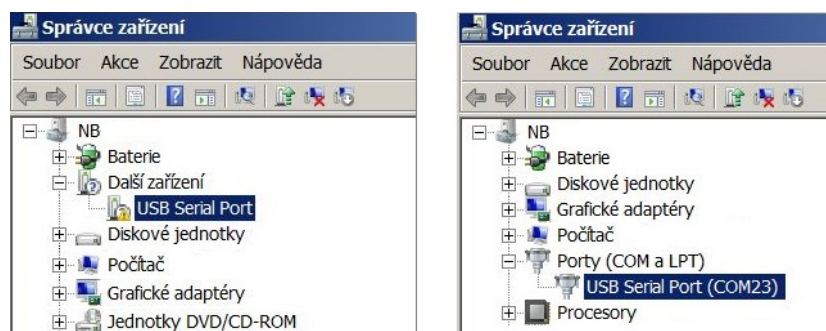 Správce zařízení
Soubor Akce Zobrazit Nápověda
NB
Baterie
Další zařízení
USB Serial Port
Diskové jednotky
Počítač
Grafické adaptéry
Jednotky DVD/CD-ROM
Správce zařízení
Soubor Akce Zobrazit Nápověda
NB
Baterie
Diskové jednotky
Grafické adaptéry
Počítač
Porty (COM a LPT)
USB Serial Port (COM23)
Procesory